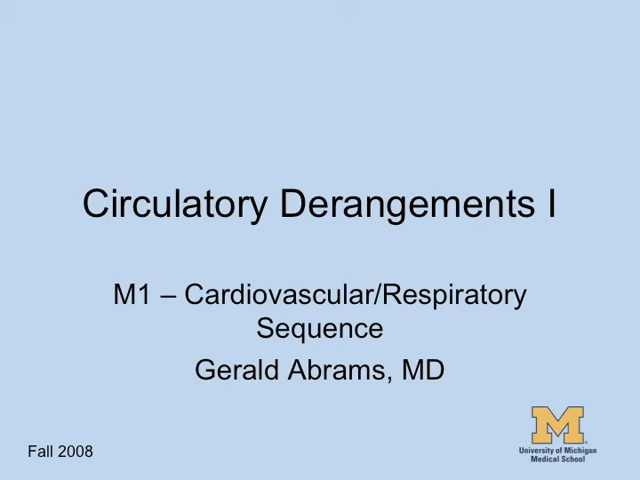 Circulatory Derangements I
M1 – Cardiovascular/Respiratory
Sequence
Gerald Abrams, MD
Fall 2008
M
University of Michigan
Medical School